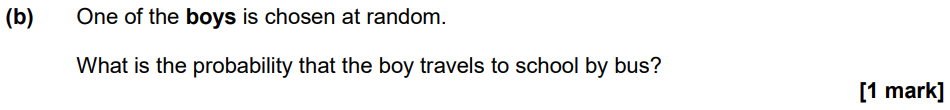 (b) One of the boys is chosen at random.
What is the probability that the boy travels to school by bus?
[1 mark]